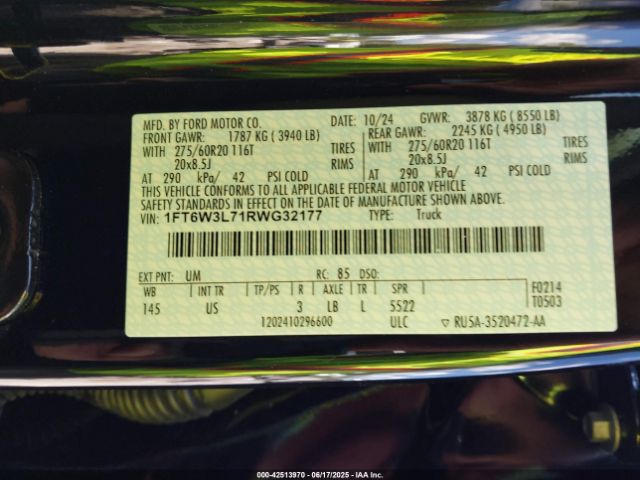 MFD. BY FORD MOTOR CO. DATE: 10/24 GVWR: 3878 KG (8550 LB)
FRONT GAWR: 1787 KG (3940 LB) REAR GAWR: 2245 KG (4950 LB)
WITH 275/60R20 116T TIRES WITH 275/60R20 116T TIRES
20x8.5J RIMS 20x8.5J RIMS
AT 290 kPa/ 42 PSI COLD AT 290 kPa/ 42 PSI COLD
THIS VEHICLE CONFORMS TO ALL APPLICABLE FEDERAL MOTOR VEHICLE
SAFETY STANDARDS IN EFFECT ON THE DATE OF MANUFACTURE SHOWN ABOVE.
VIN: 1FT6W3L71RWG32177 TYPE: Truck
EXT PNT: UM RC: 85 DSO: F0214
WB INT TR TP/PS R AXLE TR SPR T0503
145 US 3 LB L 5522
1202410296600 ULC ▽ RU5A-3520472-AA
000-42513970 06/17/2025 IAA Inc.